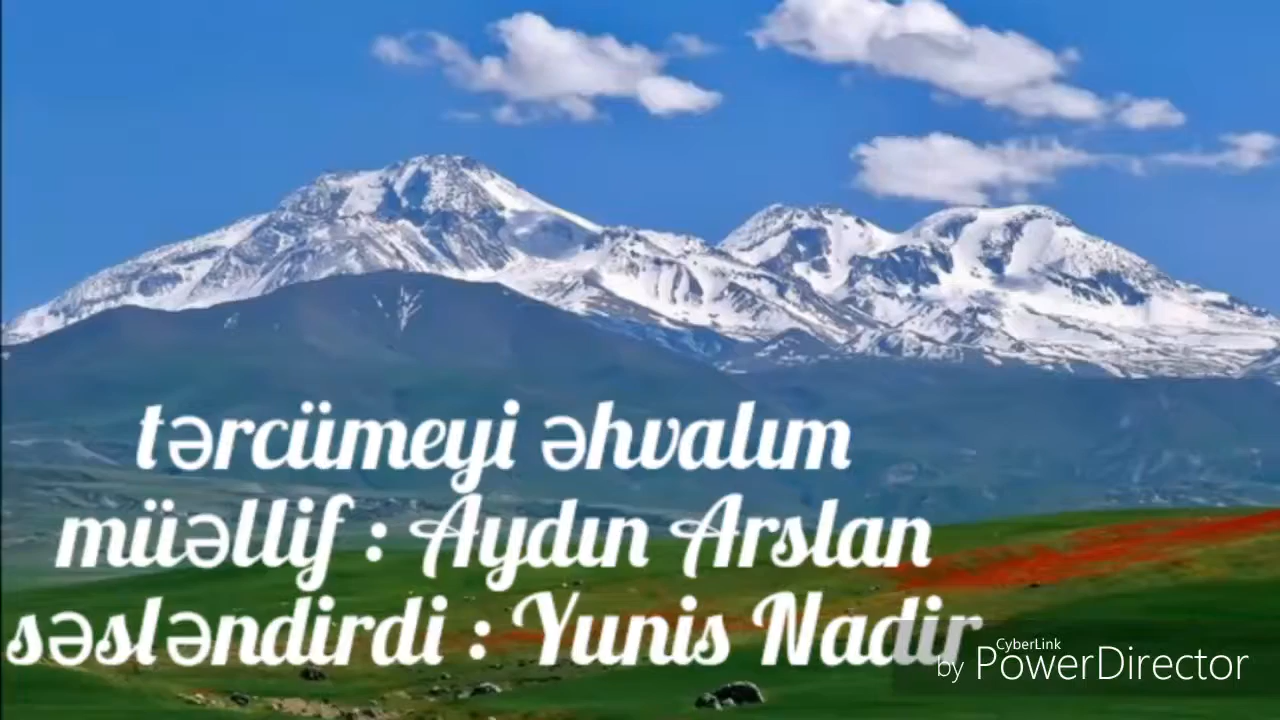 tərcümeyi əhvalım
müəllif : Aydın Arslan
səsləndirdi : Yunis Nadir
CyberLink
by PowerDirector